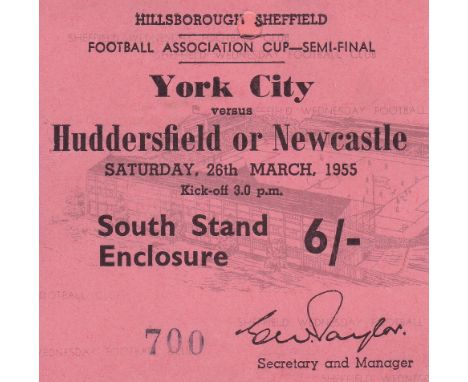 HILLSBOROUGH SHEFFIELD
FOOTBALL ASSOCIATION CUP—SEMI-FINAL
York City
versus
Huddersfield or Newcastle
SATURDAY, 26th MARCH, 1955
Kick-off 3.0 p.m.
South Stand 6/-
Enclosure
700
Secretary and Manager